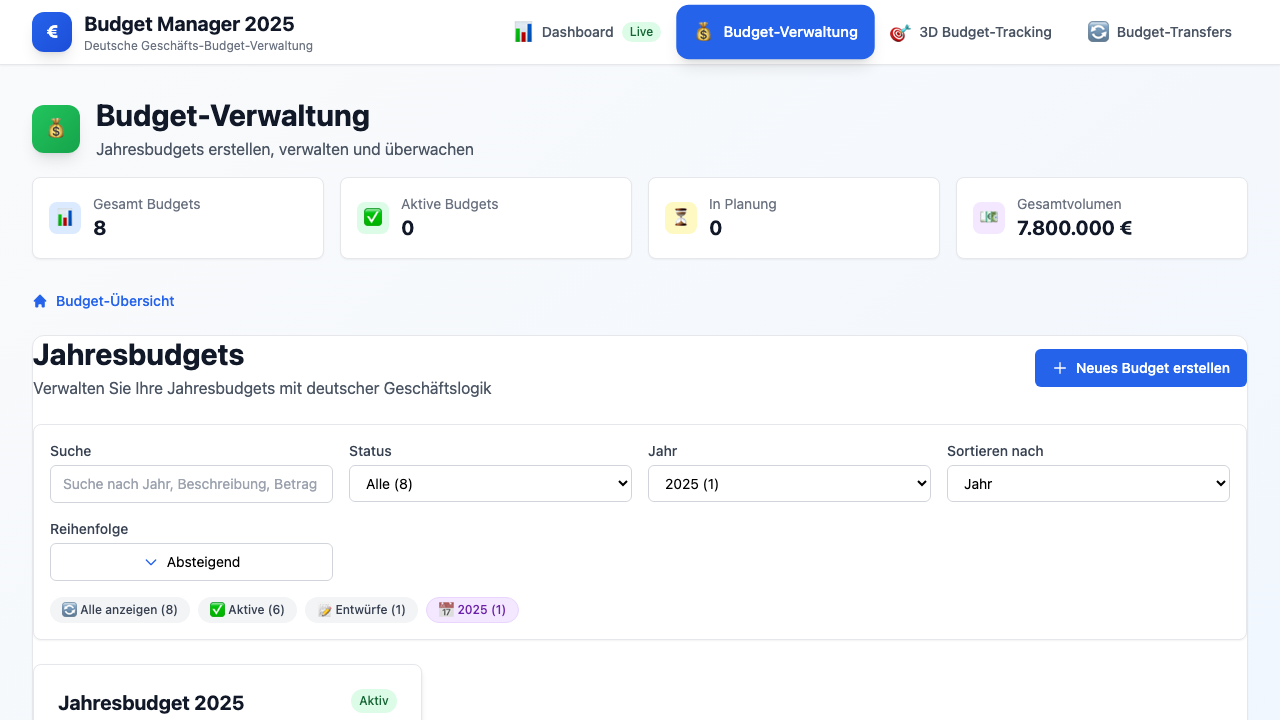 €
Budget Manager 2025
Deutsche Geschäfts-Budget-Verwaltung
Dashboard
Live
Budget-Verwaltung
3D Budget-Tracking
Budget-Transfers
Budget-Verwaltung
Jahresbudgets erstellen, verwalten und überwachen
Gesamt Budgets
8
Aktive Budgets
0
In Planung
0
Gesamtvolumen
7.800.000 €
Budget-Übersicht
Jahresbudgets
Verwalten Sie Ihre Jahresbudgets mit deutscher Geschäftslogik
Neues Budget erstellen
Suche
Suche nach Jahr, Beschreibung, Betrag
Status
Alle (8)
Jahr
2025 (1)
Sortieren nach
Jahr
Reihenfolge
Absteigend
Alle anzeigen (8)
Aktive (6)
Entwürfe (1)
2025 (1)
Jahresbudget 2025
Aktiv